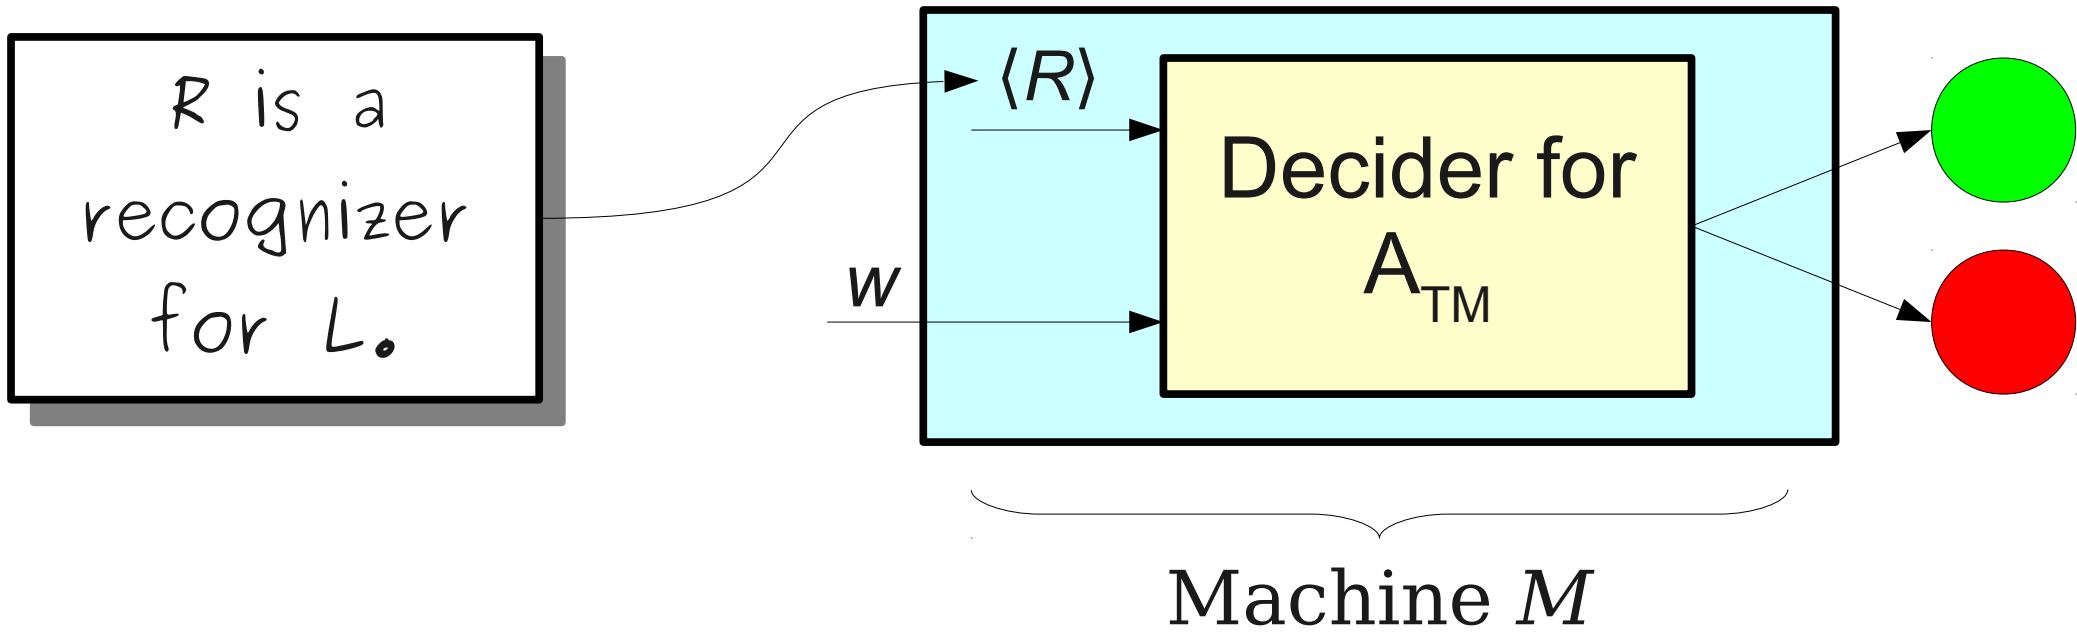 R is a
recognizer
for L.
⟨R⟩
w
Decider for
A_TM
Machine M